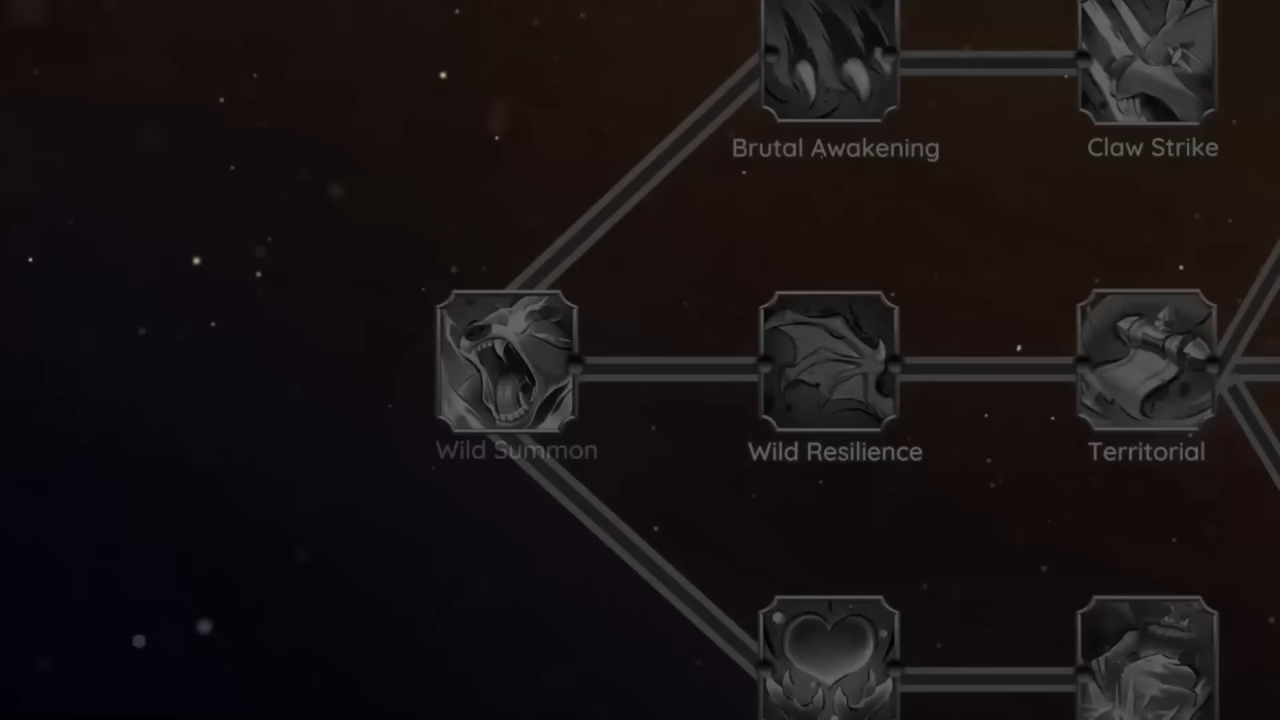 Brutal Awakening
Claw Strike
Wild Summon
Wild Resilience
Territorial